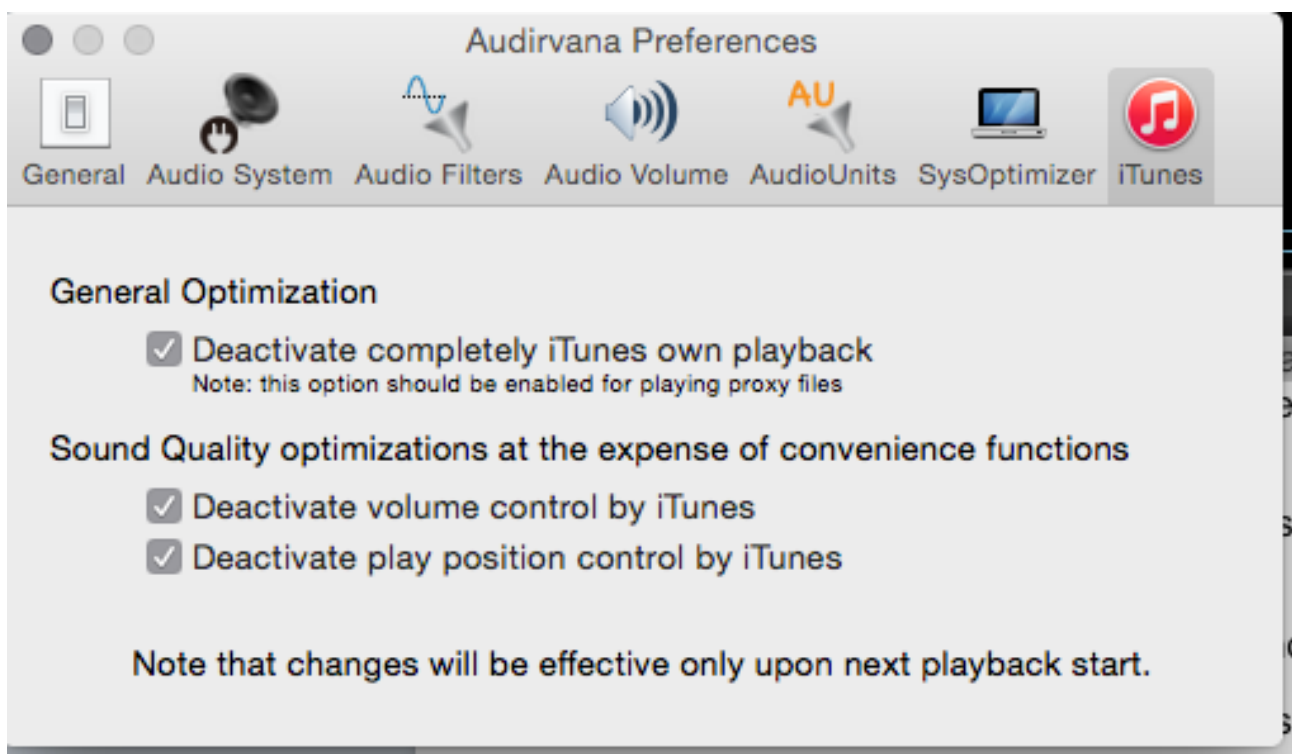 Audirvana Preferences
AU
General Audio System Audio Filters Audio Volume AudioUnits SysOptimizer iTunes
General Optimization
Deactivate completely iTunes own playback
Note: this option should be enabled for playing proxy files
Sound Quality optimizations at the expense of convenience functions
Deactivate volume control by iTunes
Deactivate play position control by iTunes
Note that changes will be effective only upon next playback start.